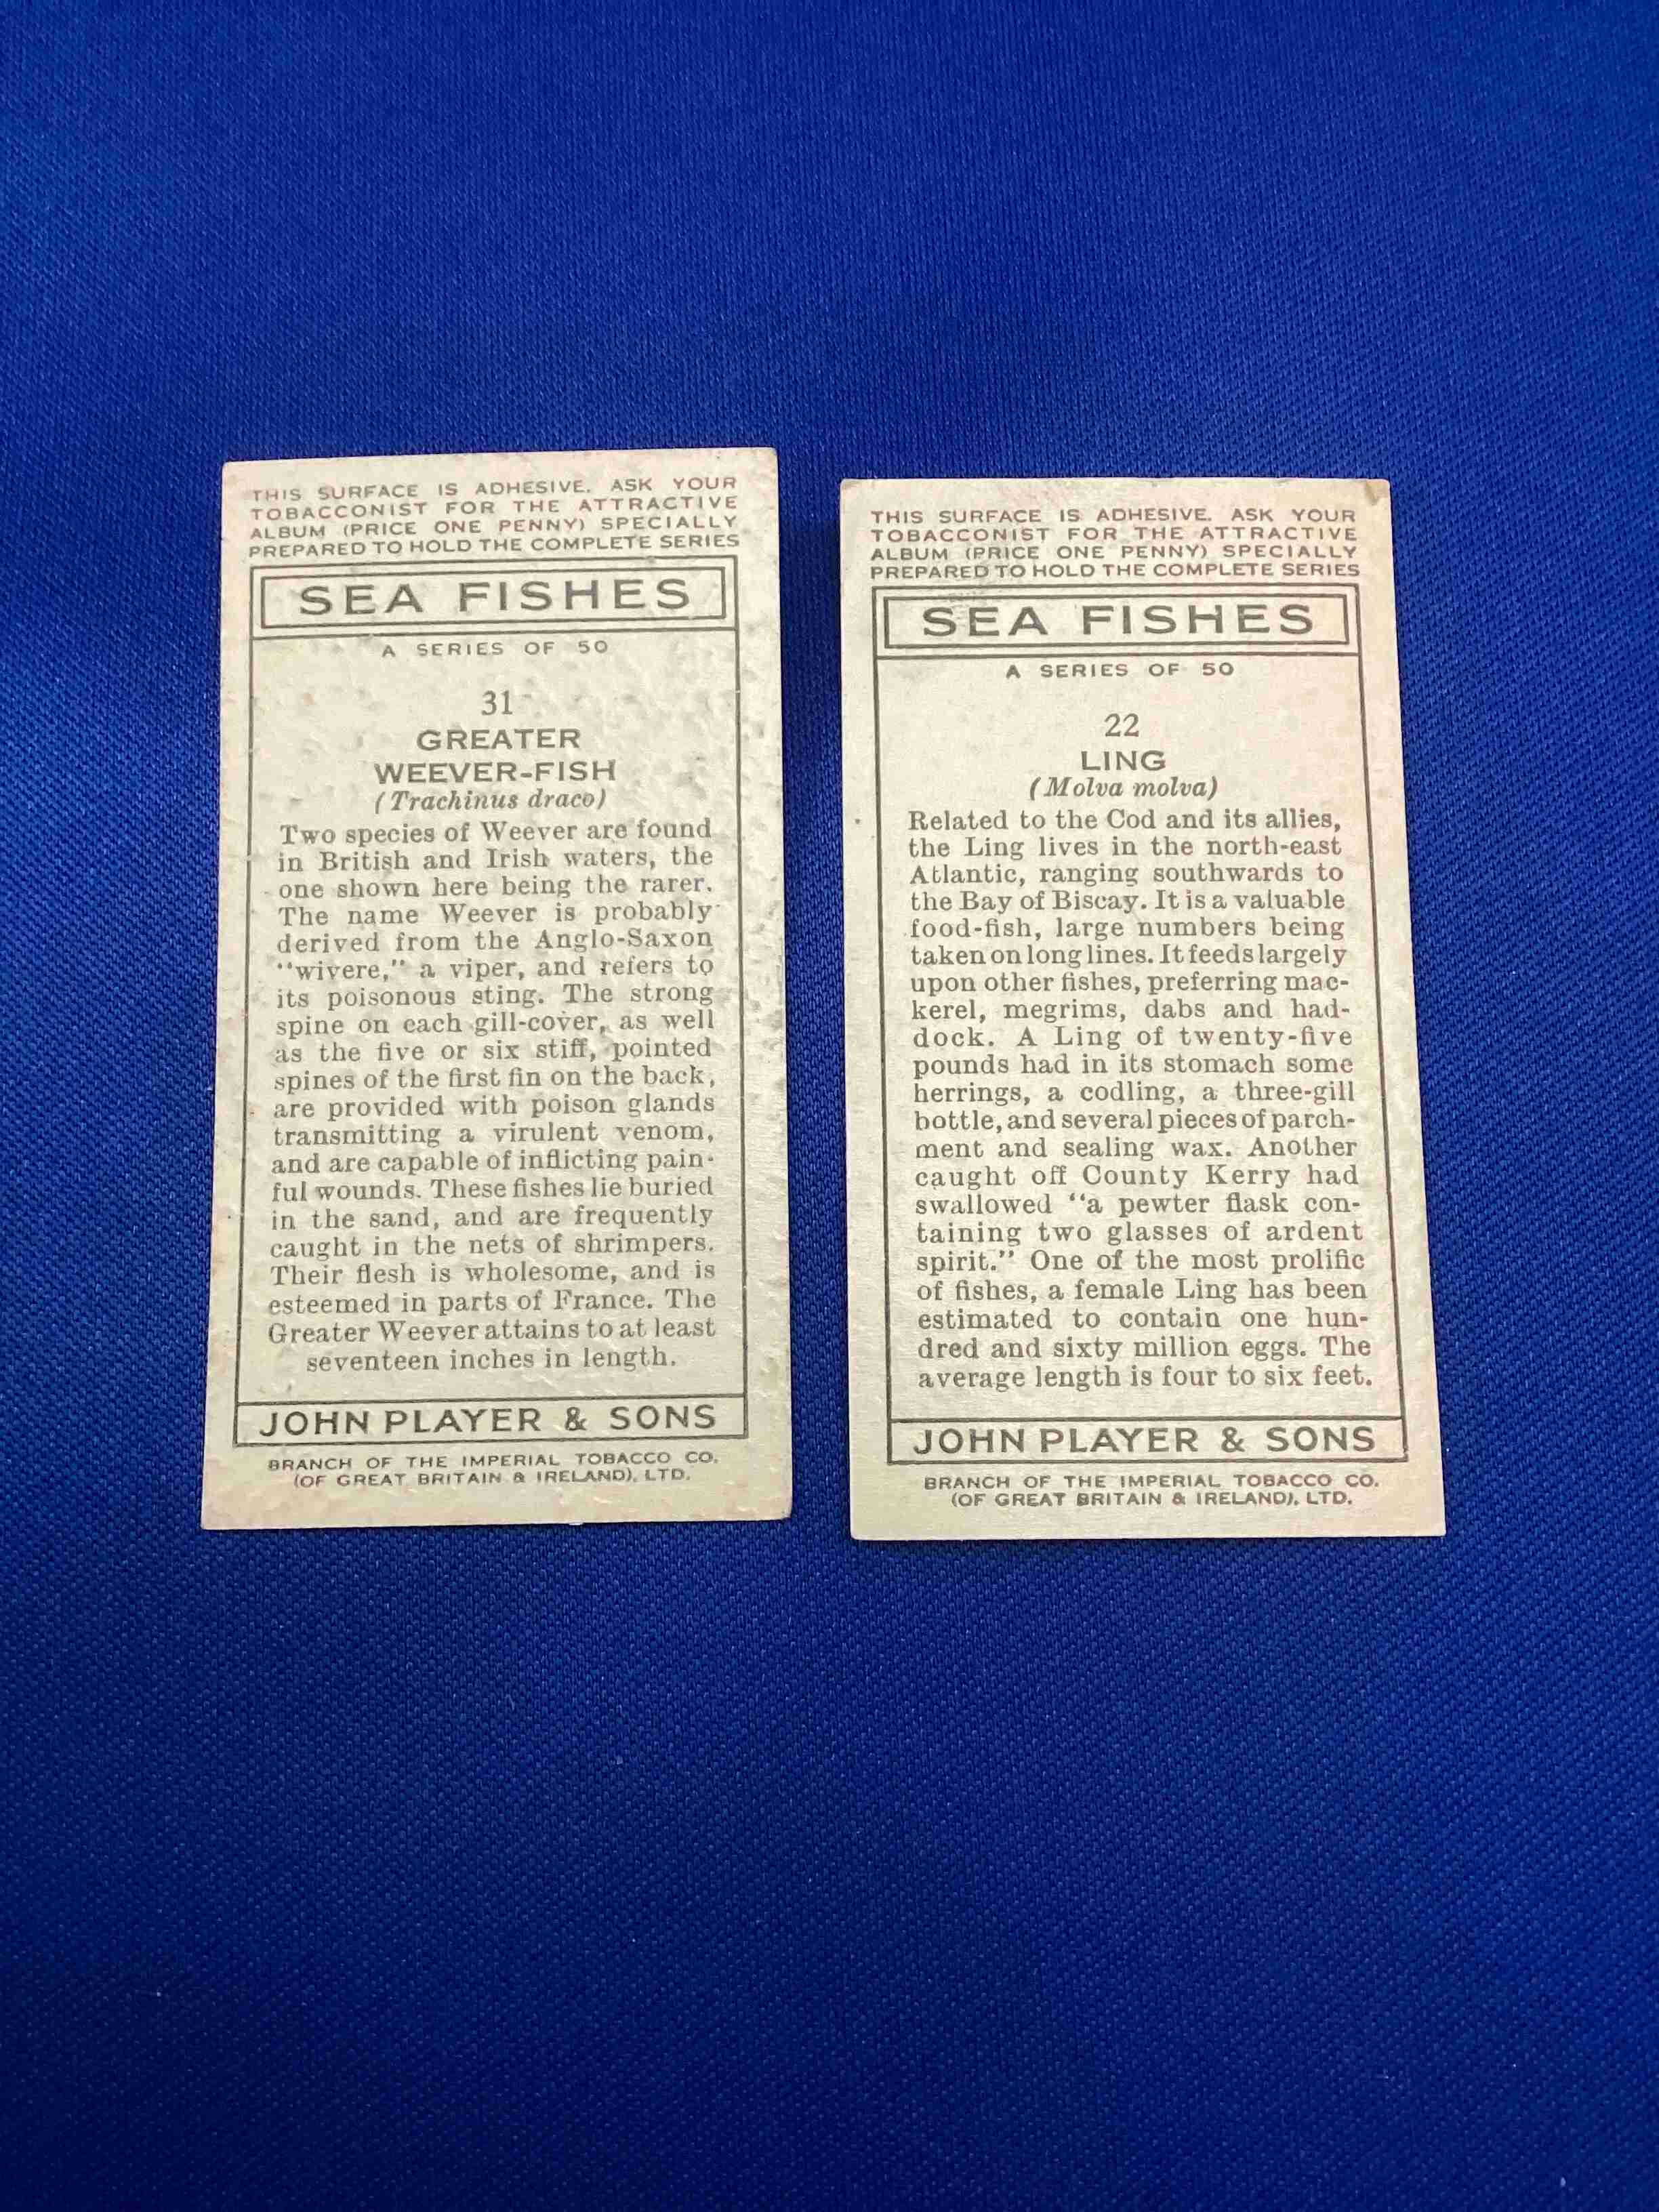 THIS SURFACE IS ADHESIVE. ASK YOUR
TOBACCONIST FOR THE ATTRACTIVE
ALBUM (PRICE ONE PENNY) SPECIALLY
PREPARED TO HOLD THE COMPLETE SERIES
SEA FISHES
A SERIES OF 50
31
GREATER
WEEVER-FISH
(Trachinus draco)
Two species of Weever are found
in British and Irish waters, the
one shown here being the rarer.
The name Weever is probably
derived from the Anglo-Saxon
"wivere," a viper, and refers to
its poisonous sting. The strong
spine on each gill-cover, as well
as the five or six stiff, pointed
spines of the first fin on the back,
are provided with poison glands
transmitting a virulent venom,
and are capable of inflicting pain-
ful wounds. These fishes lie buried
in the sand, and are frequently
caught in the nets of shrimpers.
Their flesh is wholesome, and is
esteemed in parts of France. The
Greater Weever attains to at least
seventeen inches in length.
JOHN PLAYER & SONS
BRANCH OF THE IMPERIAL TOBACCO CO.
(OF GREAT BRITAIN & IRELAND), LTD.
THIS SURFACE IS ADHESIVE. ASK YOUR
TOBACCONIST FOR THE ATTRACTIVE
ALBUM (PRICE ONE PENNY) SPECIALLY
PREPARED TO HOLD THE COMPLETE SERIES
SEA FISHES
A SERIES OF 50
22
LING
(Molva molva)
Related to the Cod and its allies,
the Ling lives in the north-east
Atlantic, ranging southwards to
the Bay of Biscay. It is a valuable
food-fish, large numbers being
taken on long lines. It feeds largely
upon other fishes, preferring mac-
kerel, megrims, dabs and had-
dock. A Ling of twenty-five
pounds had in its stomach some
herrings, a codling, a three-gill
bottle, and several pieces of parch-
ment and sealing wax. Another
caught off County Kerry had
swallowed "a pewter flask con-
taining two glasses of ardent
spirit." One of the most prolific
of fishes, a female Ling has been
estimated to contain one hun-
dred and sixty million eggs. The
average length is four to six feet.
JOHN PLAYER & SONS
BRANCH OF THE IMPERIAL TOBACCO CO.
(OF GREAT BRITAIN & IRELAND), LTD.